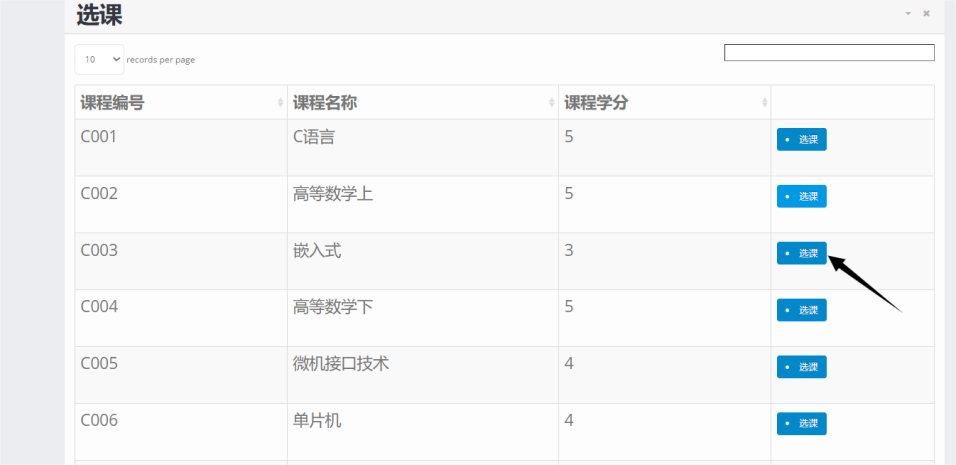 选课
10 records per page
课程编号 课程名称 课程学分
C001 C语言 5 选课
C002 高等数学上 5 选课
C003 嵌入式 3 选课
C004 高等数学下 5 选课
C005 微机接口技术 4 选课
C006 单片机 4 选课